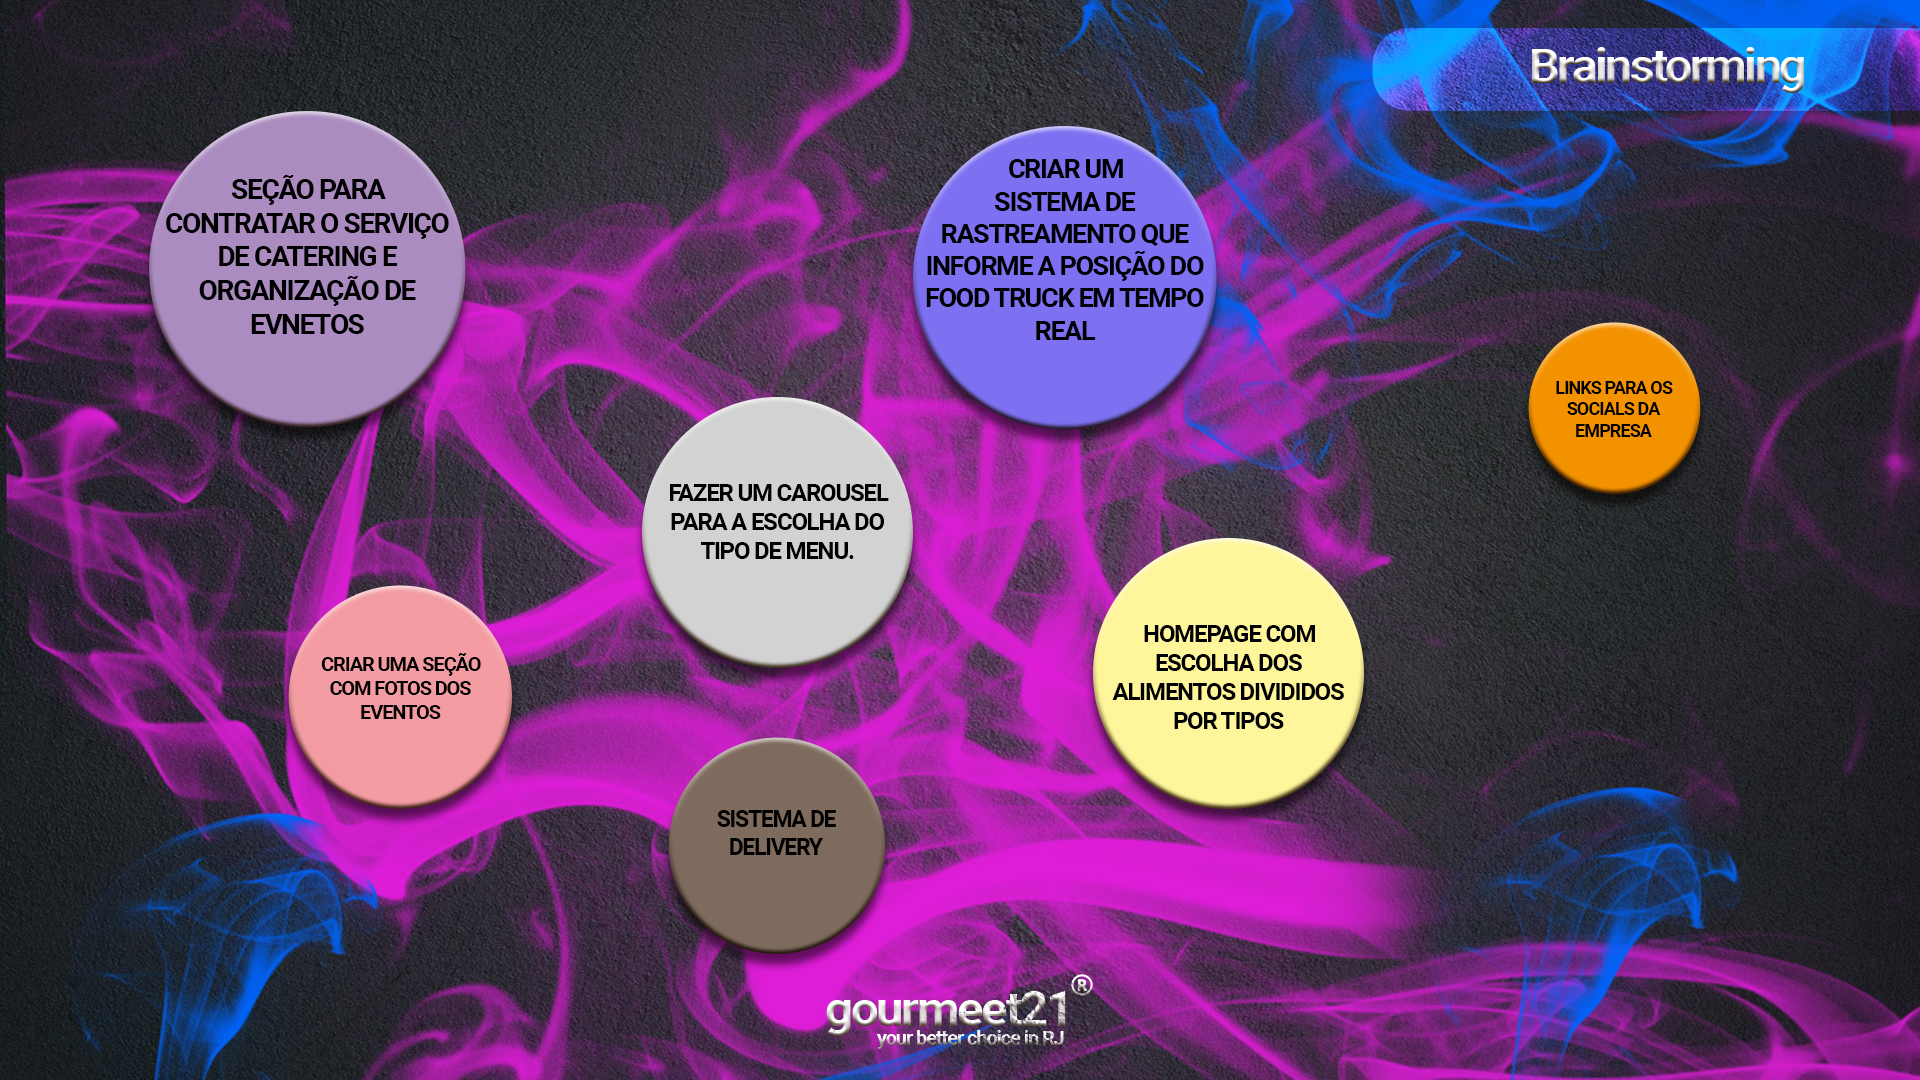 Brainstorming
SEÇÃO PARA
CONTRATAR O SERVIÇO
DE CATERING E
ORGANIZAÇÃO DE
EVNETOS
CRIAR UM
SISTEMA DE
RASTREAMENTO QUE
INFORME A POSIÇÃO DO
FOOD TRUCK EM TEMPO
REAL
LINKS PARA OS
SOCIALS DA
EMPRESA
FAZER UM CAROUSEL
PARA A ESCOLHA DO
TIPO DE MENU.
HOMEPAGE COM
ESCOLHA DOS
ALIMENTOS DIVIDIDOS
POR TIPOS
CRIAR UMA SEÇÃO
COM FOTOS DOS
EVENTOS
SISTEMA DE
DELIVERY
gourmeet21®
your better choice in RJ